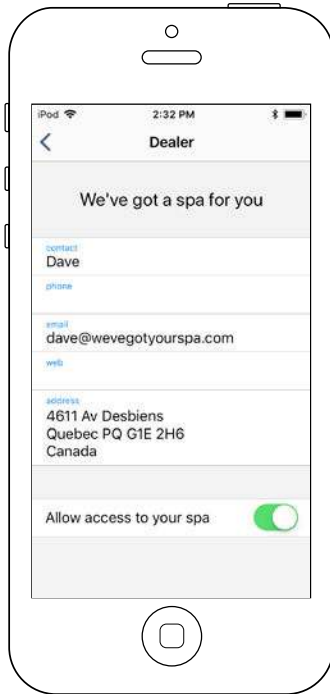 iPod 2:32 PM
Dealer
We've got a spa for you
contact
Dave
phone
email
dave@wevegotyourspa.com
web
address
4611 Av Desbiens
Quebec PQ G1E 2H6
Canada
Allow access to your spa